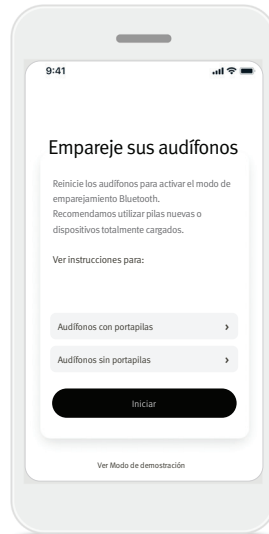 9:41
Empareje sus audífonos
Reinicie los audífonos para activar el modo de
emparejamiento Bluetooth.
Recomendamos utilizar pilas nuevas o
dispositivos totalmente cargados.
Ver instrucciones para:
Audífonos con portapilas
Audífonos sin portapilas
Iniciar
Ver Modo de demostración